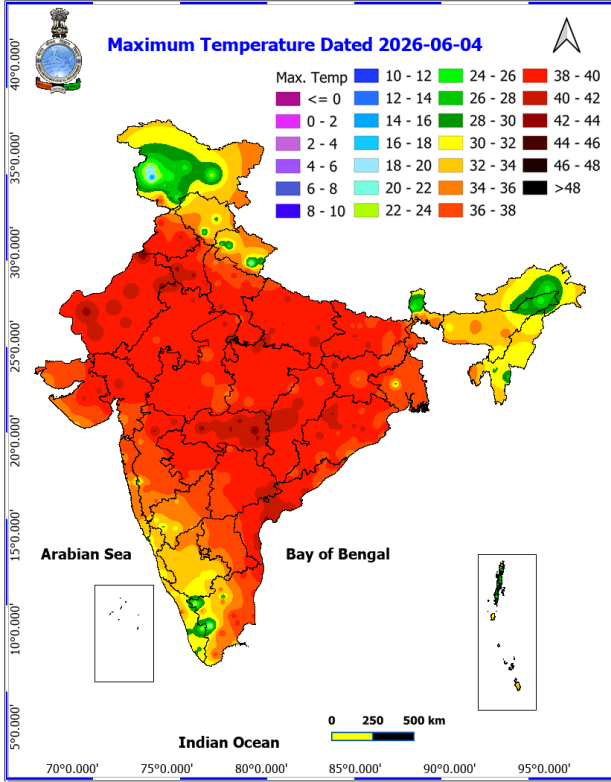 Maximum Temperature Dated 2026-06-04
Max. Temp
<= 0
0 - 2
2 - 4
4 - 6
6 - 8
8 - 10
10 - 12
12 - 14
14 - 16
16 - 18
18 - 20
20 - 22
22 - 24
24 - 26
26 - 28
28 - 30
30 - 32
32 - 34
34 - 36
36 - 38
38 - 40
40 - 42
42 - 44
44 - 46
46 - 48
>48
40°0.000'
35°0.000'
30°0.000'
25°0.000'
20°0.000'
15°0.000'
10°0.000'
5°0.000'
Arabian Sea
Bay of Bengal
Indian Ocean
0 250 500 km
70°0.000' 75°0.000' 80°0.000' 85°0.000' 90°0.000' 95°0.000'